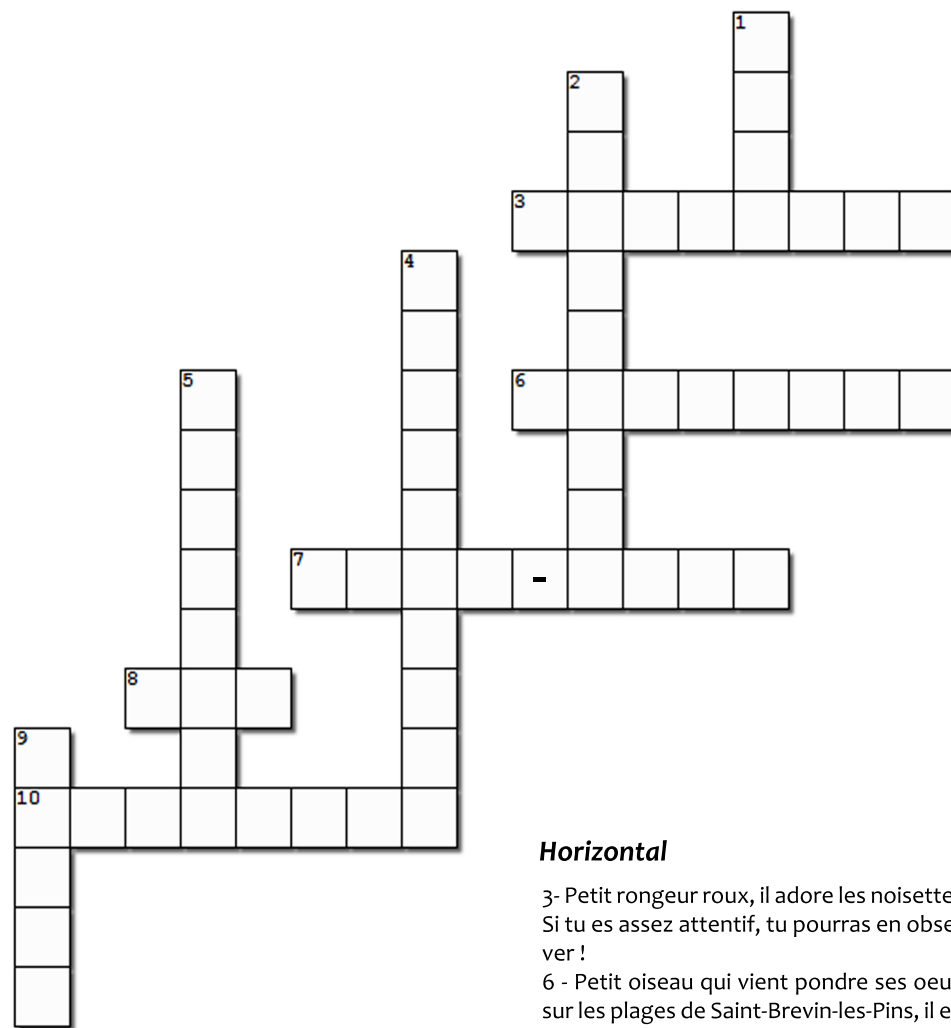 1
2
3
4
5
6
7
-
8
9
10
Horizontal
3- Petit rongeur roux, il adore les noisette
Si tu es assez attentif, tu pourras en obse
ver !
6 - Petit oiseau qui vient pondre ses oeu
sur les plages de Saint-Brevin-les-Pins, il e